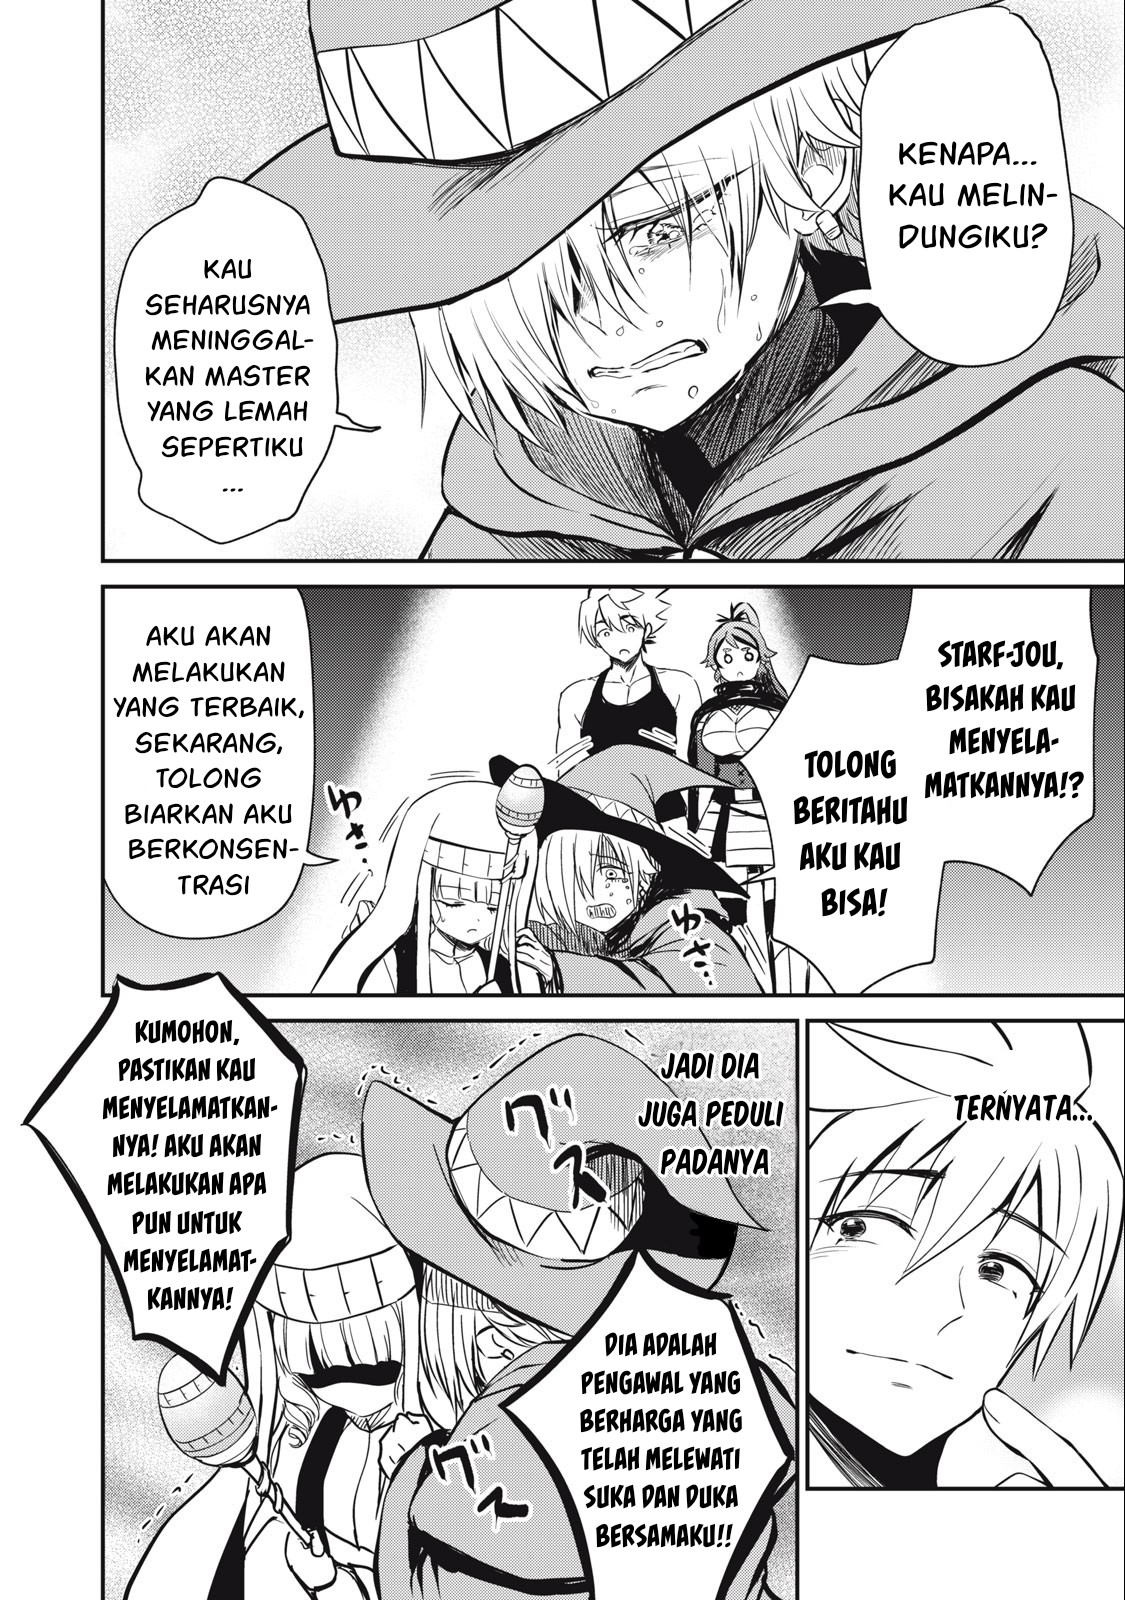 KENAPA...
KAU MELIN-
DUNGIKU?
KAU
SEHARUSNYA
MENINGGAL-
KAN MASTER
YANG LEMAH
SEPERTIKU
...
STARF-JOU,
BISAKAH KAU
MENYELA-
MATKANNYA!?
TOLONG
BERITAHU
AKU KAU
BISA!
ゆさ..
ゆさ..
AKU AKAN
MELAKUKAN
YANG TERBAIK,
SEKARANG,
TOLONG
BIARKAN AKU
BERKONSEN-
TRASI
TERNYATA...
JADI DIA
JUGA PEDULI
PADANYA
グス
グス
DIA ADALAH
PENGAWAL YANG
BERHARGA YANG
TELAH MELEWATI
SUKA DAN DUKA
BERSAMAKU!!
KUMOHON,
PASTIKAN KAU
MENYELAMATKAN-
NYA! AKU AKAN
MELAKUKAN APA
PUN UNTUK
MENYELAMAT-
KANNYA!